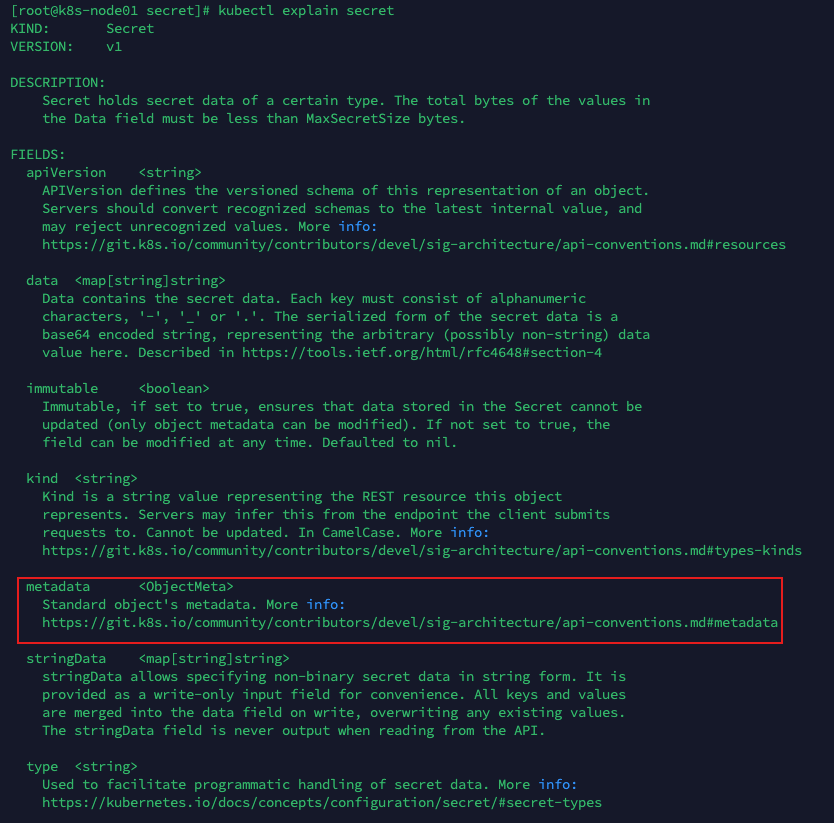 [root@k8s-node01 secret]# kubectl explain secret
KIND:       Secret
VERSION:    v1

DESCRIPTION:
    Secret holds secret data of a certain type. The total bytes of the values in
    the Data field must be less than MaxSecretSize bytes.

FIELDS:
  apiVersion    <string>
    APIVersion defines the versioned schema of this representation of an object.
    Servers should convert recognized schemas to the latest internal value, and
    may reject unrecognized values. More info:
    https://git.k8s.io/community/contributors/devel/sig-architecture/api-conventions.md#resources

  data  <map[string]string>
    Data contains the secret data. Each key must consist of alphanumeric
    characters, '-', '_' or '.'. The serialized form of the secret data is a
    base64 encoded string, representing the arbitrary (possibly non-string) data
    value here. Described in https://tools.ietf.org/html/rfc4648#section-4

  immutable     <boolean>
    Immutable, if set to true, ensures that data stored in the Secret cannot be
    updated (only object metadata can be modified). If not set to true, the
    field can be modified at any time. Defaulted to nil.

  kind  <string>
    Kind is a string value representing the REST resource this object
    represents. Servers may infer this from the endpoint the client submits
    requests to. Cannot be updated. In CamelCase. More info:
    https://git.k8s.io/community/contributors/devel/sig-architecture/api-conventions.md#types-kinds

  metadata      <ObjectMeta>
    Standard object's metadata. More info:
    https://git.k8s.io/community/contributors/devel/sig-architecture/api-conventions.md#metadata

  stringData    <map[string]string>
    stringData allows specifying non-binary secret data in string form. It is
    provided as a write-only input field for convenience. All keys and values
    are merged into the data field on write, overwriting any existing values.
    The stringData field is never output when reading from the API.

  type  <string>
    Used to facilitate programmatic handling of secret data. More info:
    https://kubernetes.io/docs/concepts/configuration/secret/#secret-types